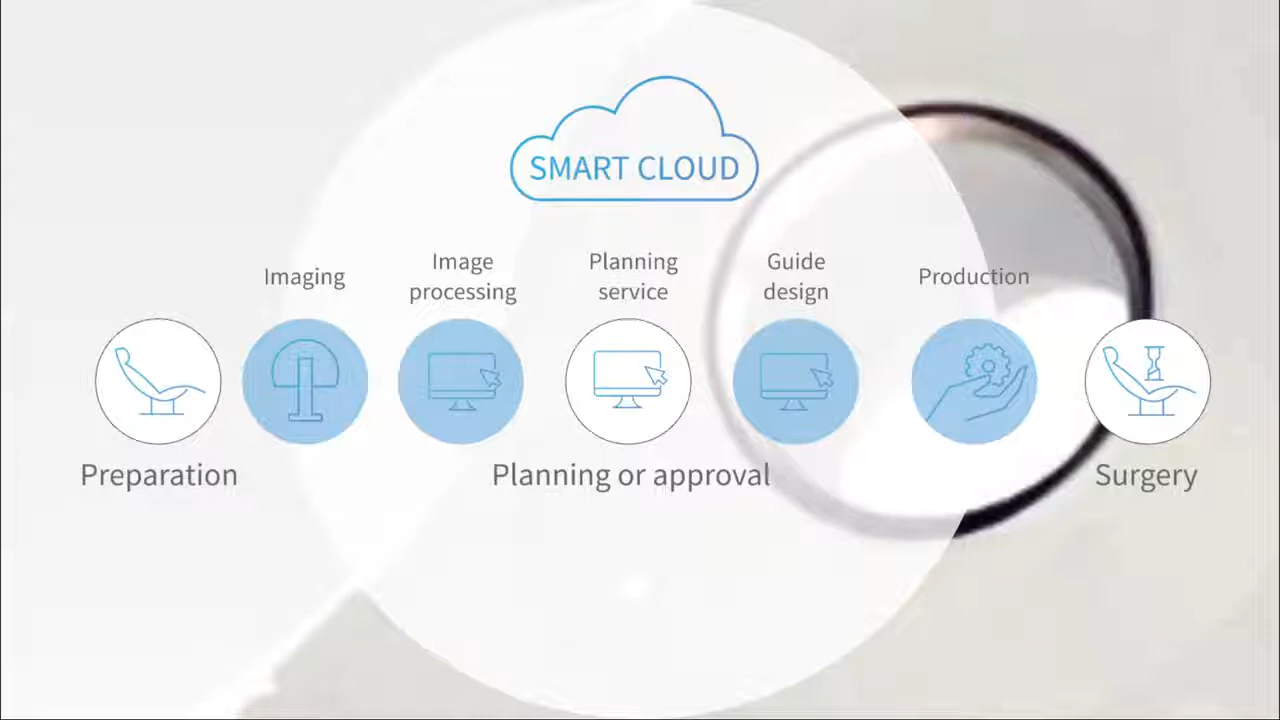 SMART CLOUD
Imaging
Image
processing
Planning
service
Guide
design
Production
Preparation
Planning or approval
Surgery